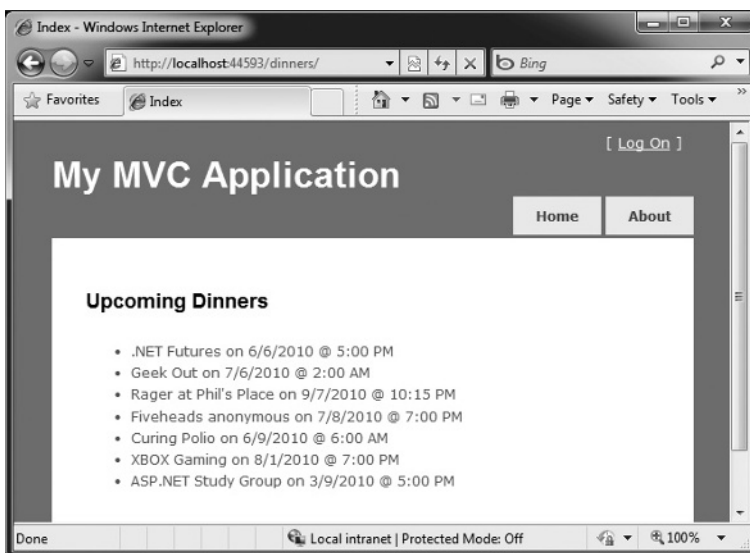 Index - Windows Internet Explorer
http://localhost:44593/dinners/
Bing
Favorites
Index
Page
Safety
Tools
[ Log On ]
My MVC Application
Home
About
Upcoming Dinners
• .NET Futures on 6/6/2010 @ 5:00 PM
• Geek Out on 7/6/2010 @ 2:00 AM
• Rager at Phil's Place on 9/7/2010 @ 10:15 PM
• Fiveheads anonymous on 7/8/2010 @ 7:00 PM
• Curing Polio on 6/9/2010 @ 6:00 AM
• XBOX Gaming on 8/1/2010 @ 7:00 PM
• ASP.NET Study Group on 3/9/2010 @ 5:00 PM
Done
Local intranet | Protected Mode: Off
100%